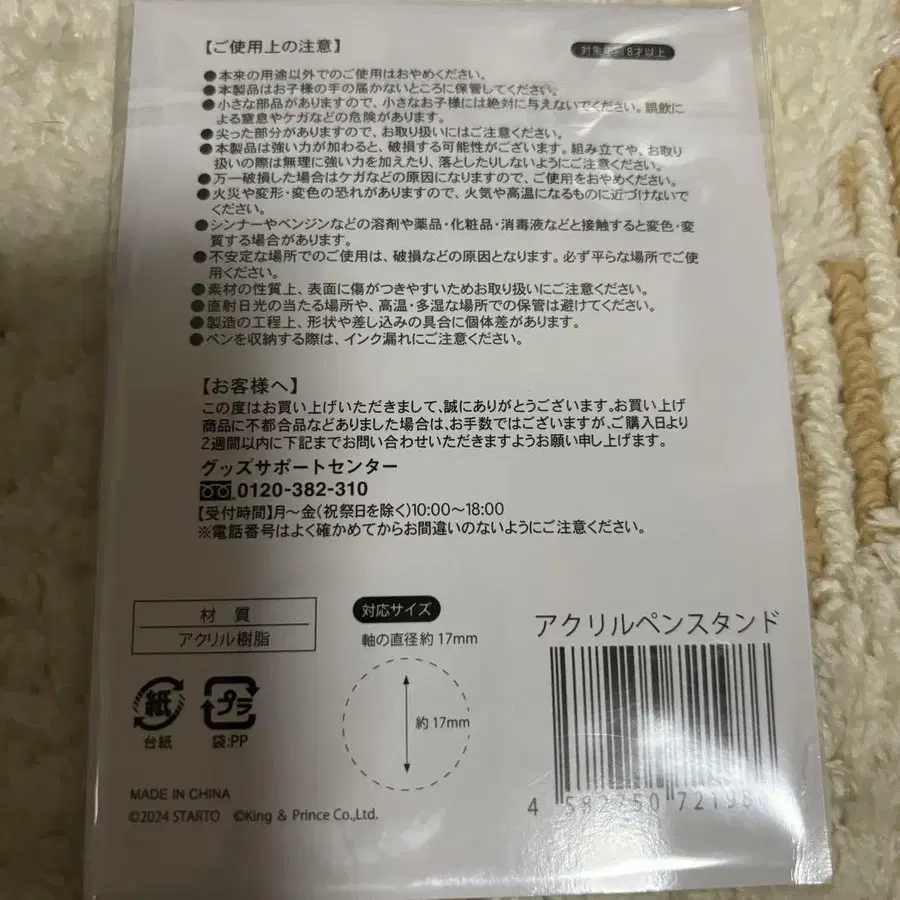 【ご使用上の注意】
対象年齢8才以上
●本来の用途以外でのご使用はおやめください。
●本製品はお子様の手の届かないところに保管してください。
●小さな部品がありますので、小さなお子様には絶対に与えないでください。誤飲に
よる窒息やケガなどの危険があります。
●尖った部分がありますので、お取り扱いにはご注意ください。
●本製品は強い力が加わると、破損する可能性がございます。組み立てや、お取り
扱いの際は無理に強い力を加えたり、落としたりしないようにご注意ください。
●万一破損した場合はケガなどの原因になりますので、ご使用をおやめください。
●火災や変形・変色の恐れがありますので、火気や高温になるものに近づけないで
ください。
●シンナーやベンジンなどの溶剤や薬品・化粧品・消毒液などと接触すると変色・変
質する場合があります。
●不安定な場所でのご使用は、破損などの原因となります。必ず平らな場所でご使
用ください。
●素材の性質上、表面に傷がつきやすいためお取り扱いにご注意ください。
●直射日光の当たる場所や、高温・多湿な場所での保管は避けてください。
●製造の工程上、形状や差し込みの具合に個体差があります。
●ペンを収納する際は、インク漏れにご注意ください。
【お客様へ】
この度はお買い上げいただきまして、誠にありがとうございます。お買い上げ
商品に不都合品などありました場合は、お手数ではございますが、ご購入日より
2週間以内に下記までお問い合わせいただきますようお願い申し上げます。
グッズサポートセンター
0120-382-310
【受付時間】月～金(祝祭日を除く)10:00～18:00
※電話番号はよく確かめてからお間違いのないようにご注意ください。
材 質
アクリル樹脂
対応サイズ
軸の直径約17mm
約17mm
アクリルペンスタンド
紙
台紙
プラ
袋:PP
MADE IN CHINA
©2024 STARTO ©King & Prince Co.,Ltd.